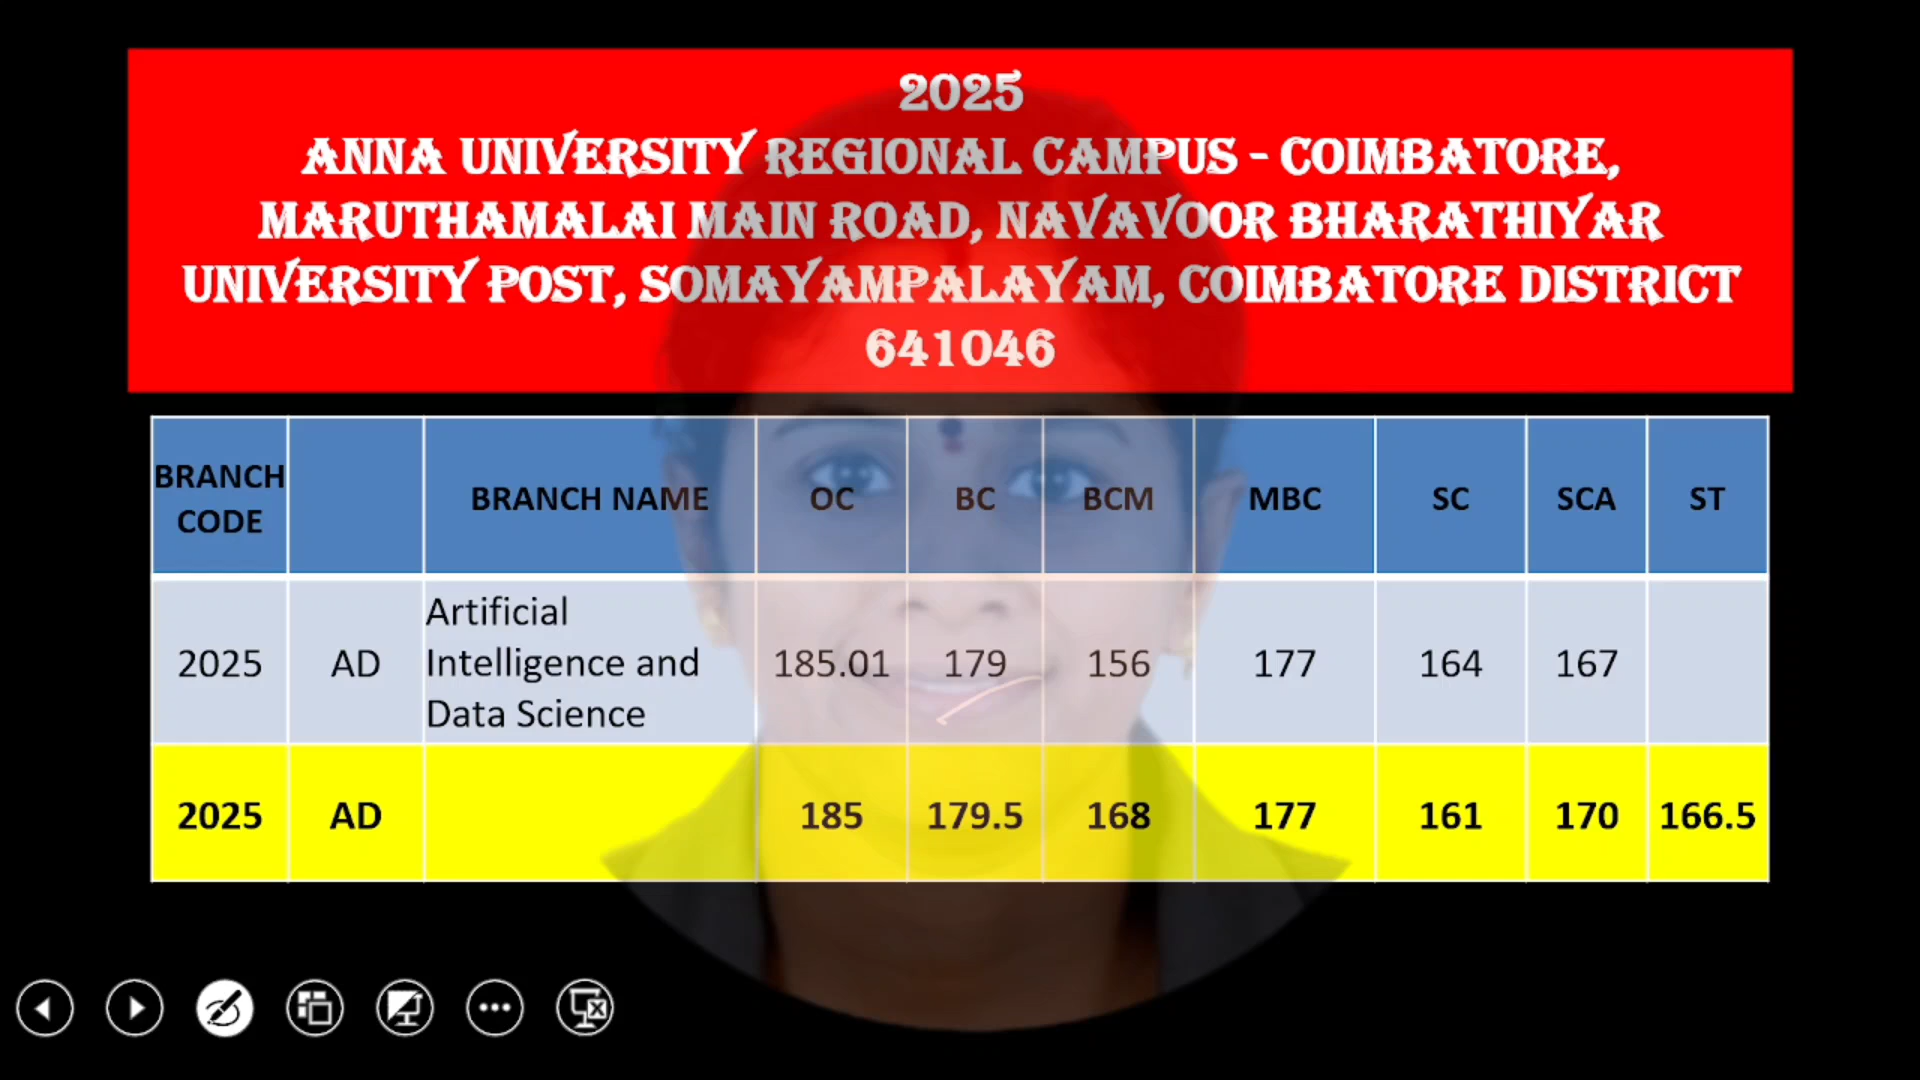 2025
ANNA UNIVERSITY REGIONAL CAMPUS - COIMBATORE,
MARUTHAMALAI MAIN ROAD, NAVAVOOR BHARATHIYAR
UNIVERSITY POST, SOMAYAMPALAYAM, COIMBATORE DISTRICT
641046
BRANCH CODE BRANCH NAME OC BC BCM MBC SC SCA ST
2025 AD Artificial Intelligence and Data Science 185.01 179 156 177 164 167
2025 AD 185 179.5 168 177 161 170 166.5